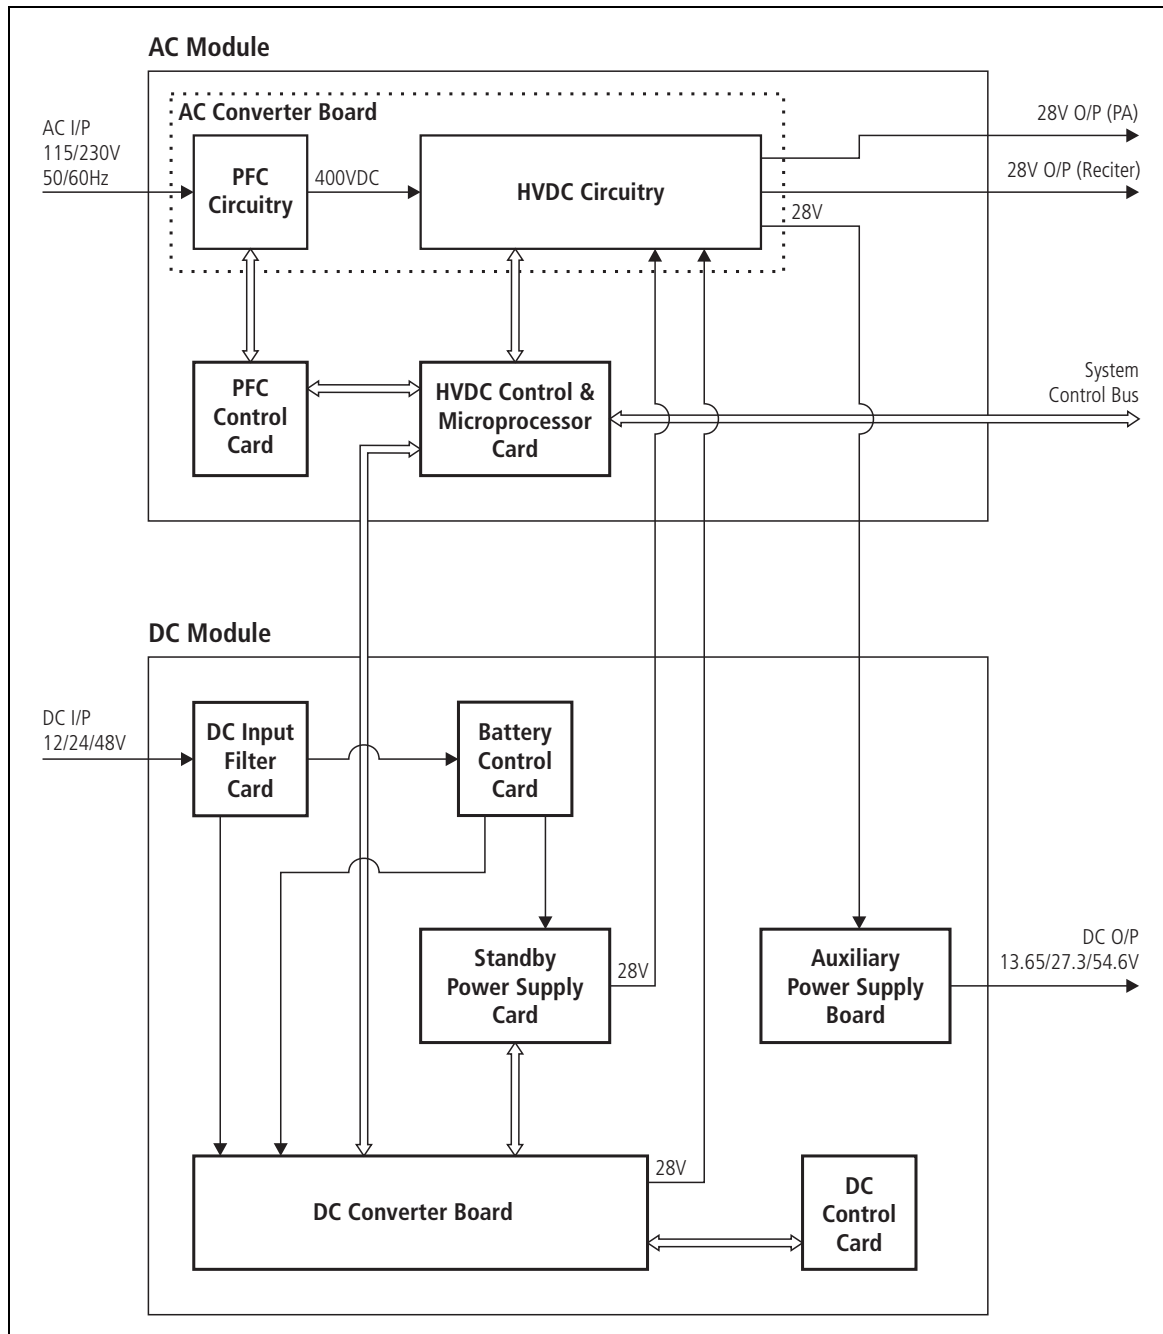 AC Module
AC Converter Board
AC I/P
115/230V
50/60Hz
PFC
Circuitry
400VDC
HVDC Circuitry
28V O/P (PA)
28V O/P (Reciter)
28V
PFC
Control
Card
HVDC Control &
Microprocessor
Card
System
Control Bus
DC Module
DC I/P
12/24/48V
DC Input
Filter
Card
Battery
Control
Card
Standby
Power Supply
Card
28V
Auxiliary
Power Supply
Board
DC O/P
13.65/27.3/54.6V
DC Converter Board
28V
DC
Control
Card